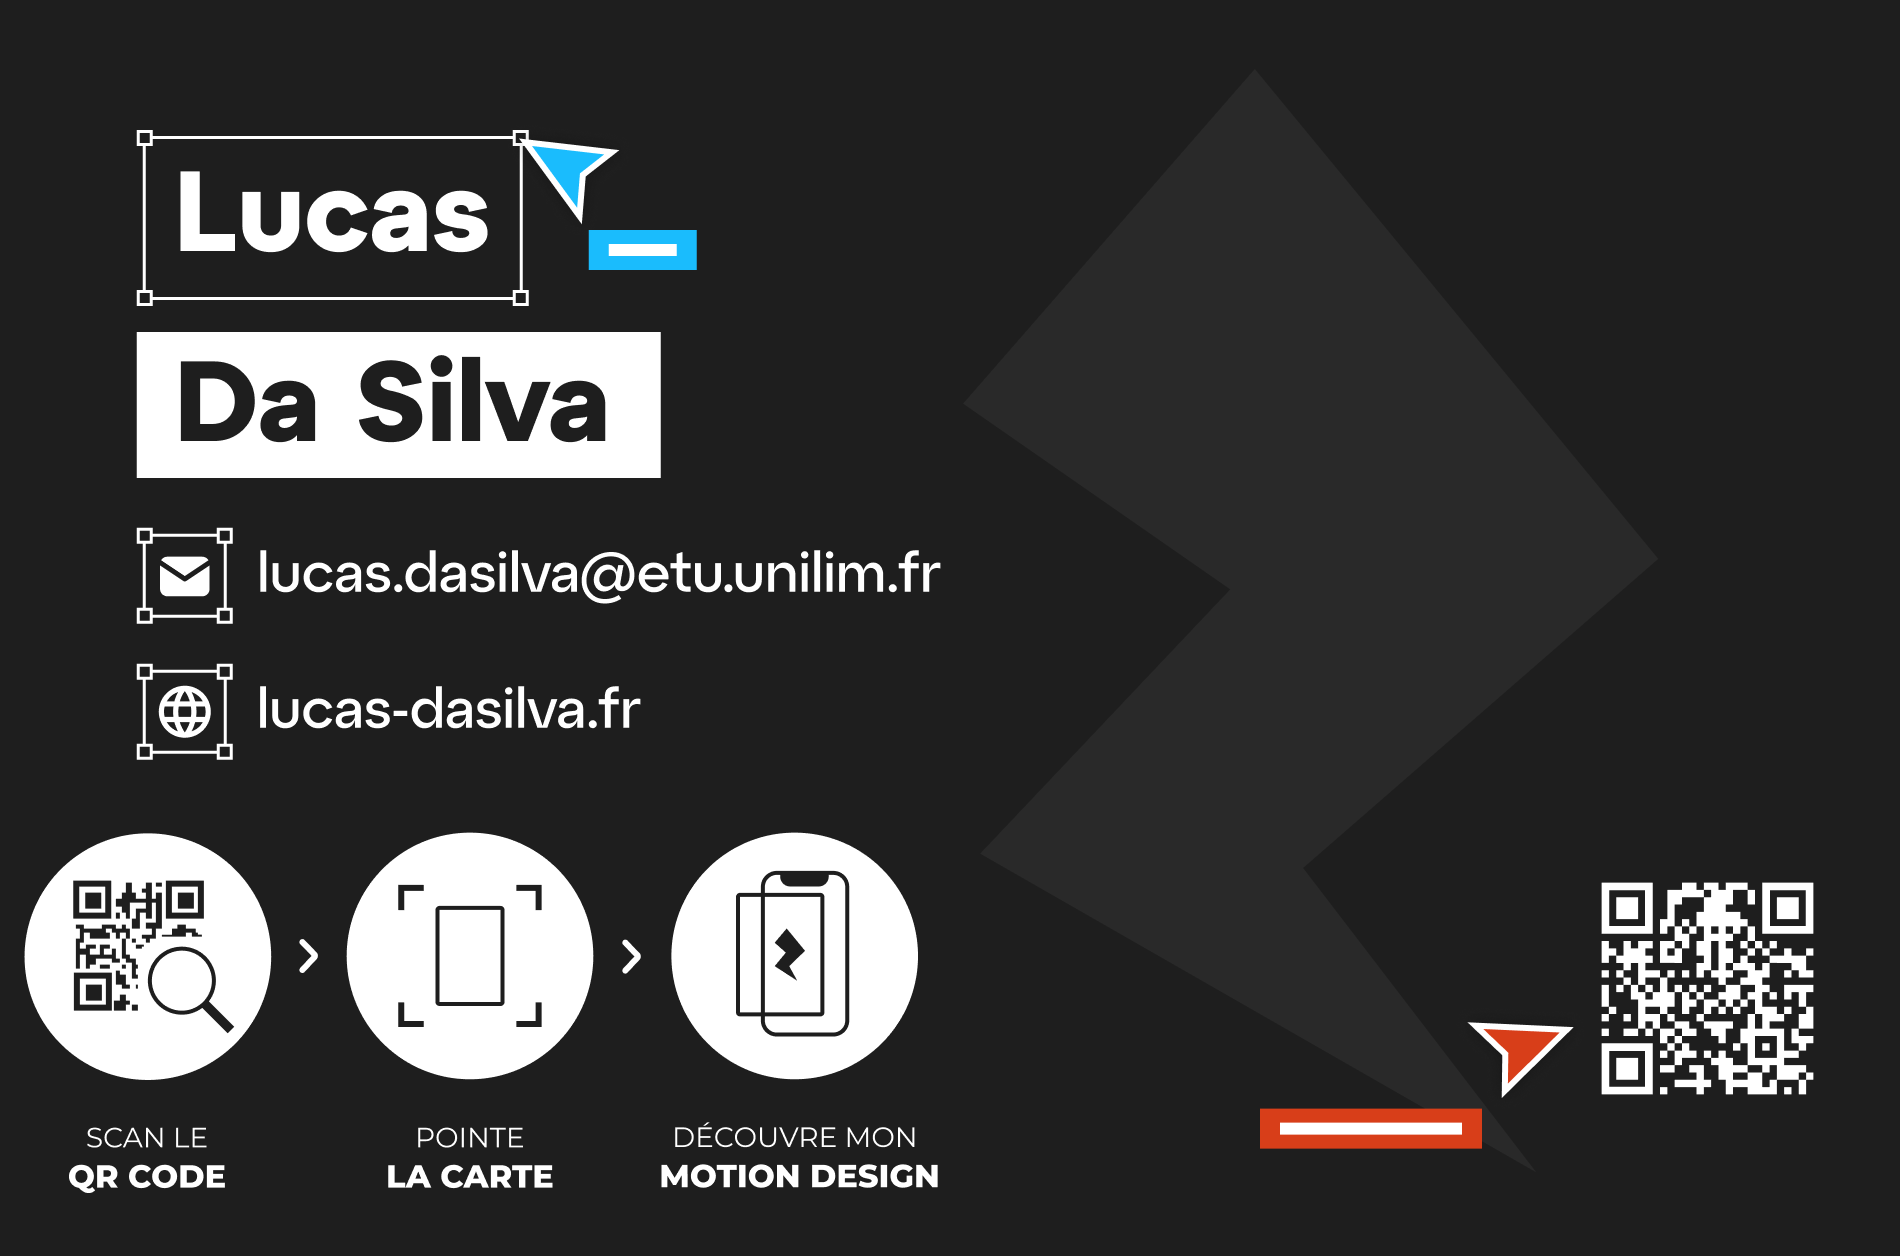 Lucas
Da Silva
lucas.dasilva@etu.unilim.fr
lucas-dasilva.fr
SCAN LE
QR CODE
POINTE
LA CARTE
DÉCOUVRE MON
MOTION DESIGN